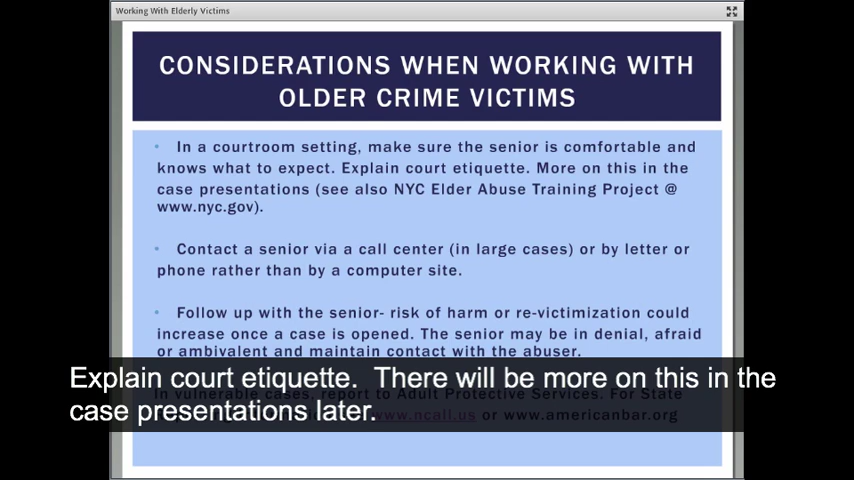 Working With Elderly Victims
CONSIDERATIONS WHEN WORKING WITH
OLDER CRIME VICTIMS
• In a courtroom setting, make sure the senior is comfortable and
knows what to expect. Explain court etiquette. More on this in the
case presentations (see also NYC Elder Abuse Training Project @
www.nyc.gov).
• Contact a senior via a call center (in large cases) or by letter or
phone rather than by a computer site.
• Follow up with the senior- risk of harm or re-victimization could
increase once a case is opened. The senior may be in denial, afraid
or ambivalent and maintain contact with the abuser.
In vulnerable cases, report to Adult Protective Services. For State
www.ncall.us or www.americanbar.org
Explain court etiquette. There will be more on this in the
case presentations later.